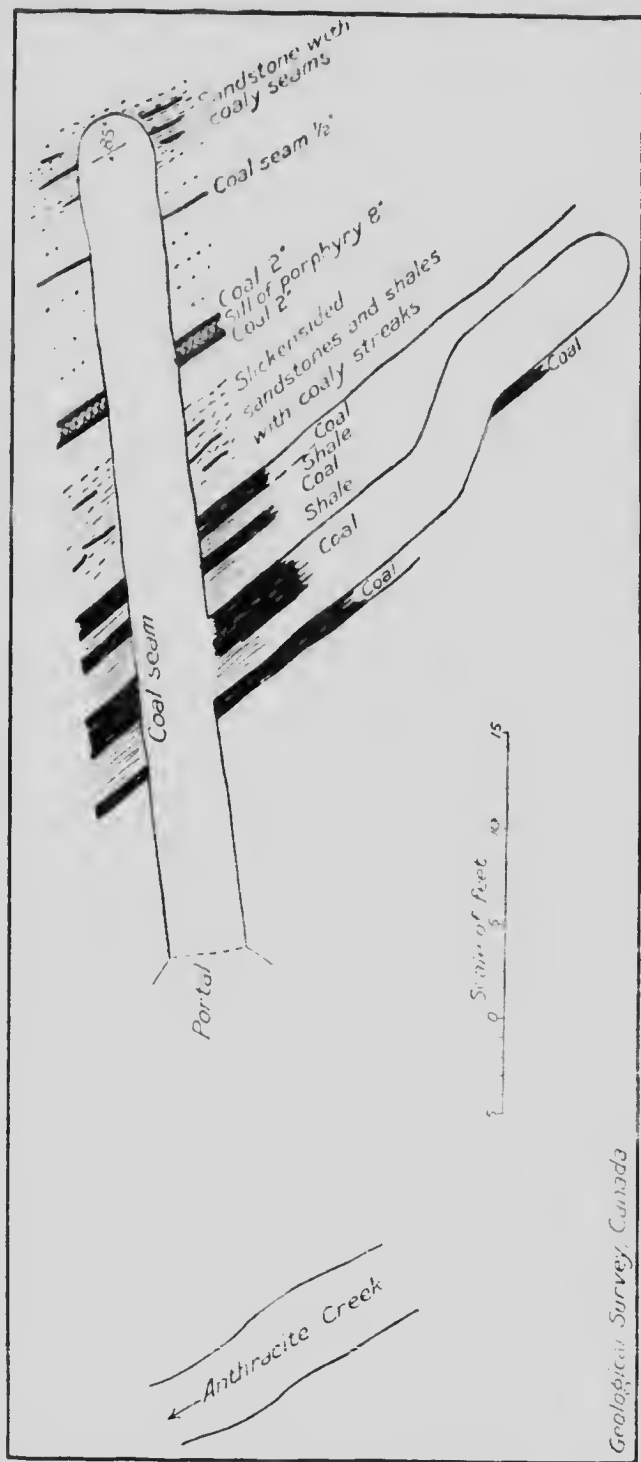 Sandstone with
coaly seams
85°
Coal seam ½"
Coal 2"
Sill of porphyry 8"
Coal 2"
Slickensided
sandstones and shales
with coaly streaks
Coal
Shale
Coal
Shale
Coal
Coal
Coal
Coal seam
Portal
Scale of Feet
5 0 5 10 15
Anthracite Creek
Geological Survey, Canada